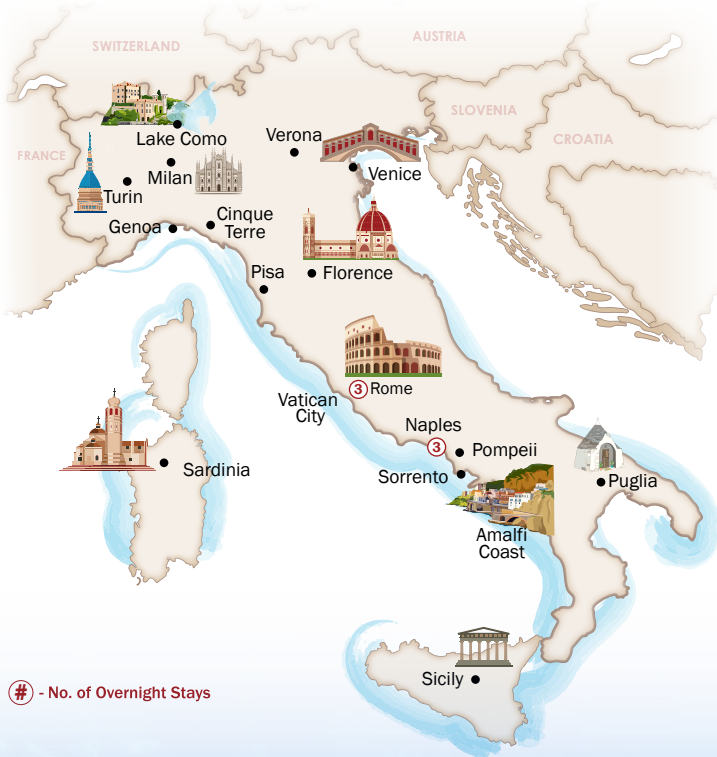 AUSTRIA
SWITZERLAND
SLOVENIA
CROATIA
FRANCE
Lake Como
Verona
Venice
Milan
Turin
Cinque
Terre
Genoa
Pisa
Florence
3 Rome
Vatican
City
Naples
3
Pompeii
Sorrento
Sardinia
Puglia
Amalfi
Coast
Sicily
# - No. of Overnight Stays